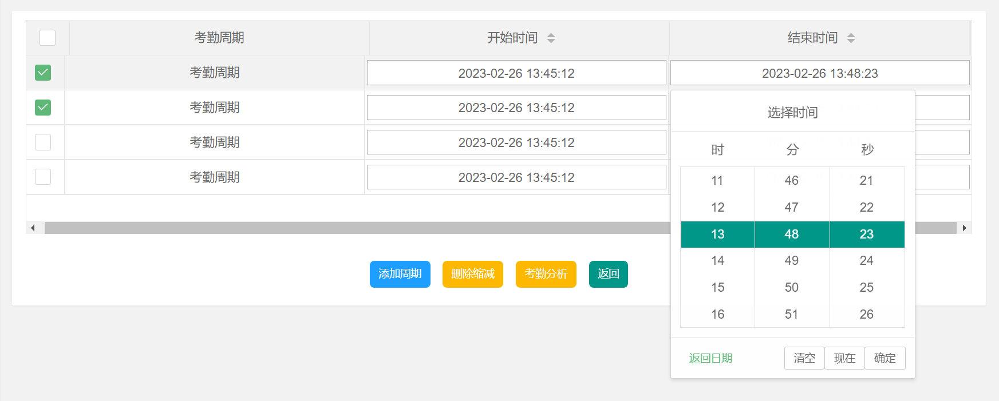 考勤周期 开始时间 结束时间
考勤周期 2023-02-26 13:45:12 2023-02-26 13:48:23
考勤周期 2023-02-26 13:45:12
考勤周期 2023-02-26 13:45:12
考勤周期 2023-02-26 13:45:12
选择时间
时 分 秒
11 46 21
12 47 22
13 48 23
14 49 24
15 50 25
16 51 26
返回日期 清空 现在 确定
添加周期 删除缩减 考勤分析 返回